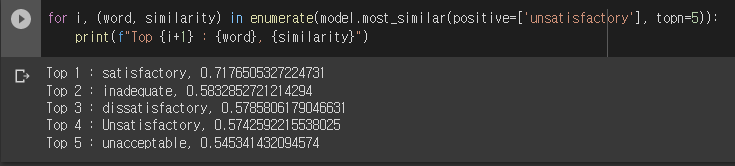 for i, (word, similarity) in enumerate(model.most_similar(positive=['unsatisfactory'], topn=5)):
    print(f"Top {i+1} : {word}, {similarity}")
Top 1 : satisfactory, 0.7176505327224731
Top 2 : inadequate, 0.5832852721214294
Top 3 : dissatisfactory, 0.5785806179046631
Top 4 : Unsatisfactory, 0.5742592215538025
Top 5 : unacceptable, 0.545341432094574